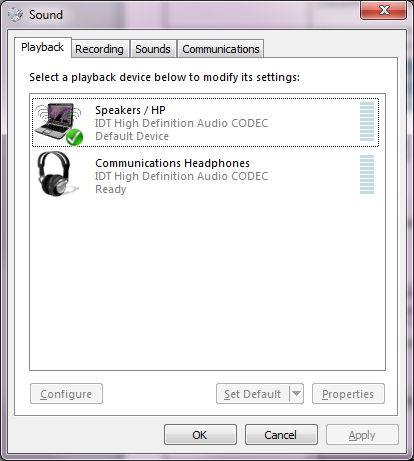 Sound
Playback Recording Sounds Communications
Select a playback device below to modify its settings:
Speakers / HP
IDT High Definition Audio CODEC
Default Device
Communications Headphones
IDT High Definition Audio CODEC
Ready
Configure Set Default Properties
OK Cancel Apply